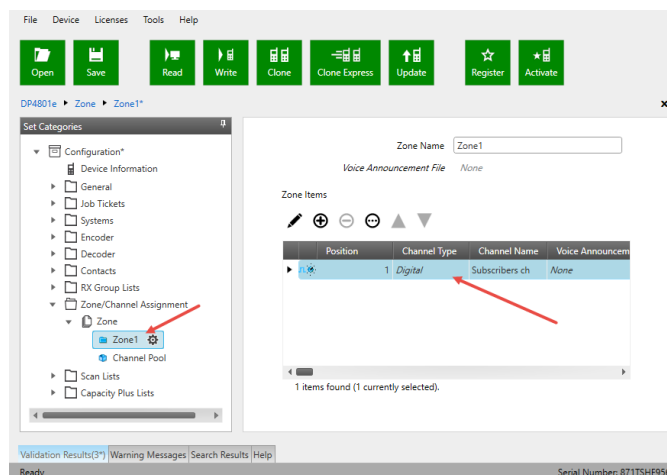 File Device Licenses Tools Help
Open Save Read Write Clone Clone Express Update Register Activate
DP4801e Zone Zone1*
Set Categories
Configuration*
Device Information
General
Job Tickets
Systems
Encoder
Decoder
Contacts
RX Group Lists
Zone/Channel Assignment
Zone
Zone1
Channel Pool
Scan Lists
Capacity Plus Lists
Zone Name Zone1
Voice Announcement File None
Zone Items
Position Channel Type Channel Name Voice Announcem
1 Digital Subscribers ch None
1 items found (1 currently selected).
Validation Results(3*) Warning Messages Search Results Help
Ready Serial Number: 871TSHF95